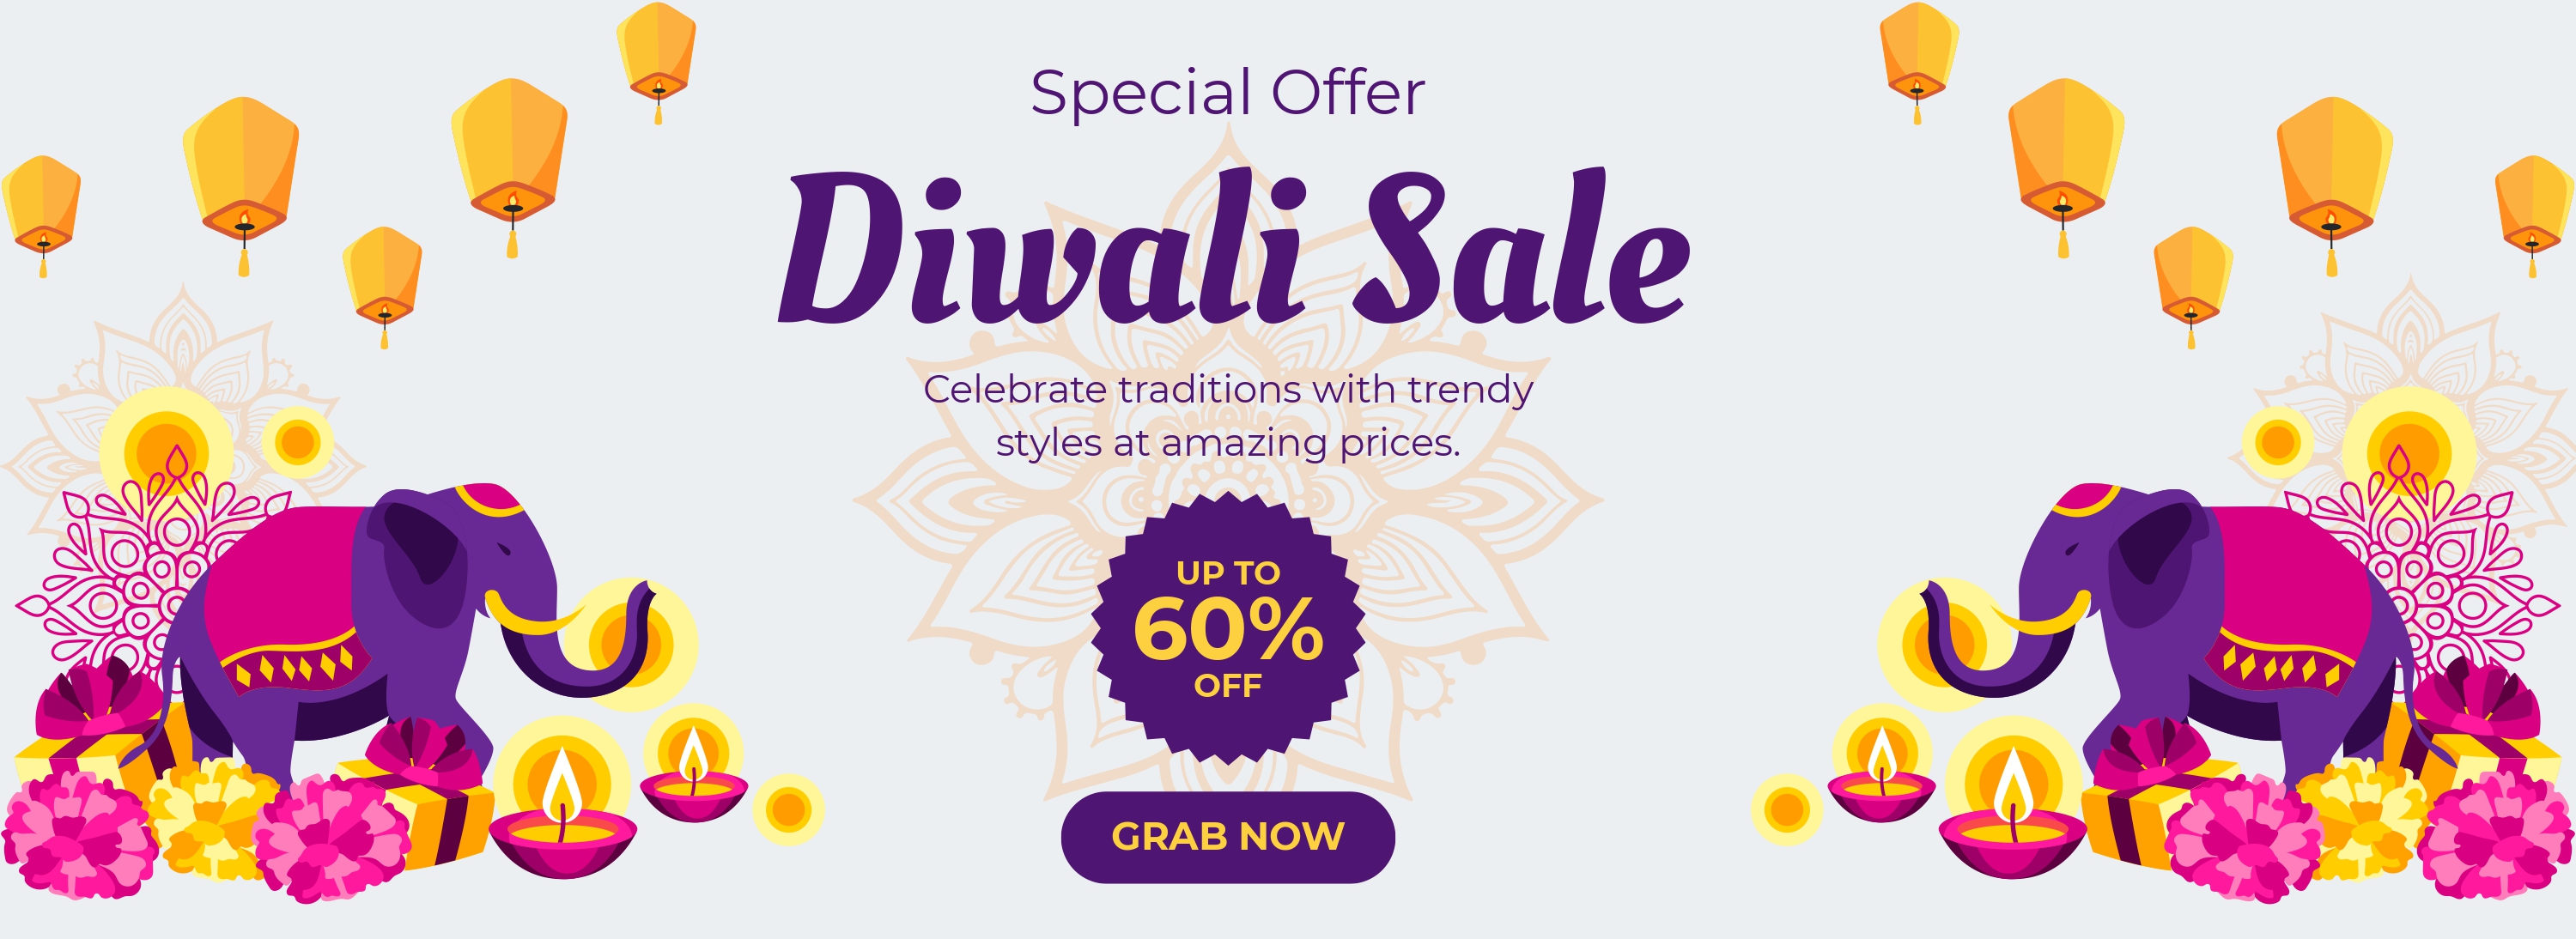 Special Offer
Diwali Sale
Celebrate traditions with trendy
styles at amazing prices.
UP TO
60%
OFF
GRAB NOW